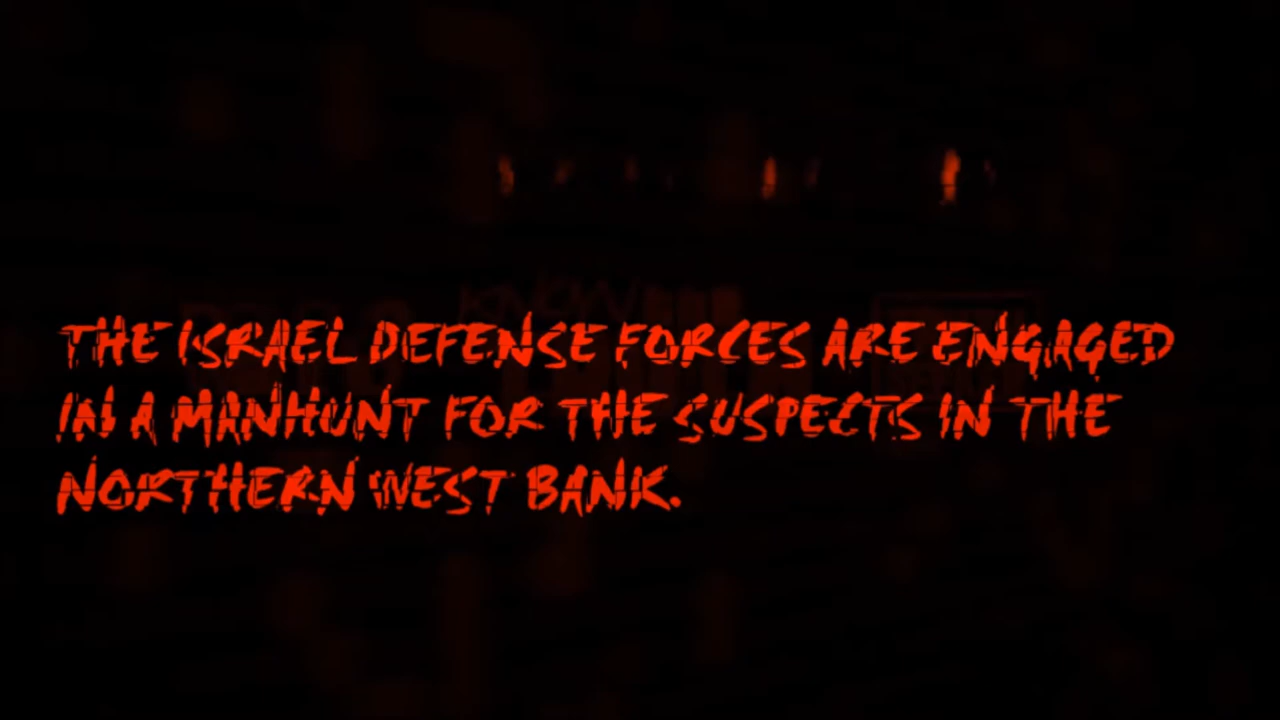 THE ISRAEL DEFENSE FORCES ARE ENGAGED
IN A MANHUNT FOR THE SUSPECTS IN THE
NORTHERN WEST BANK.